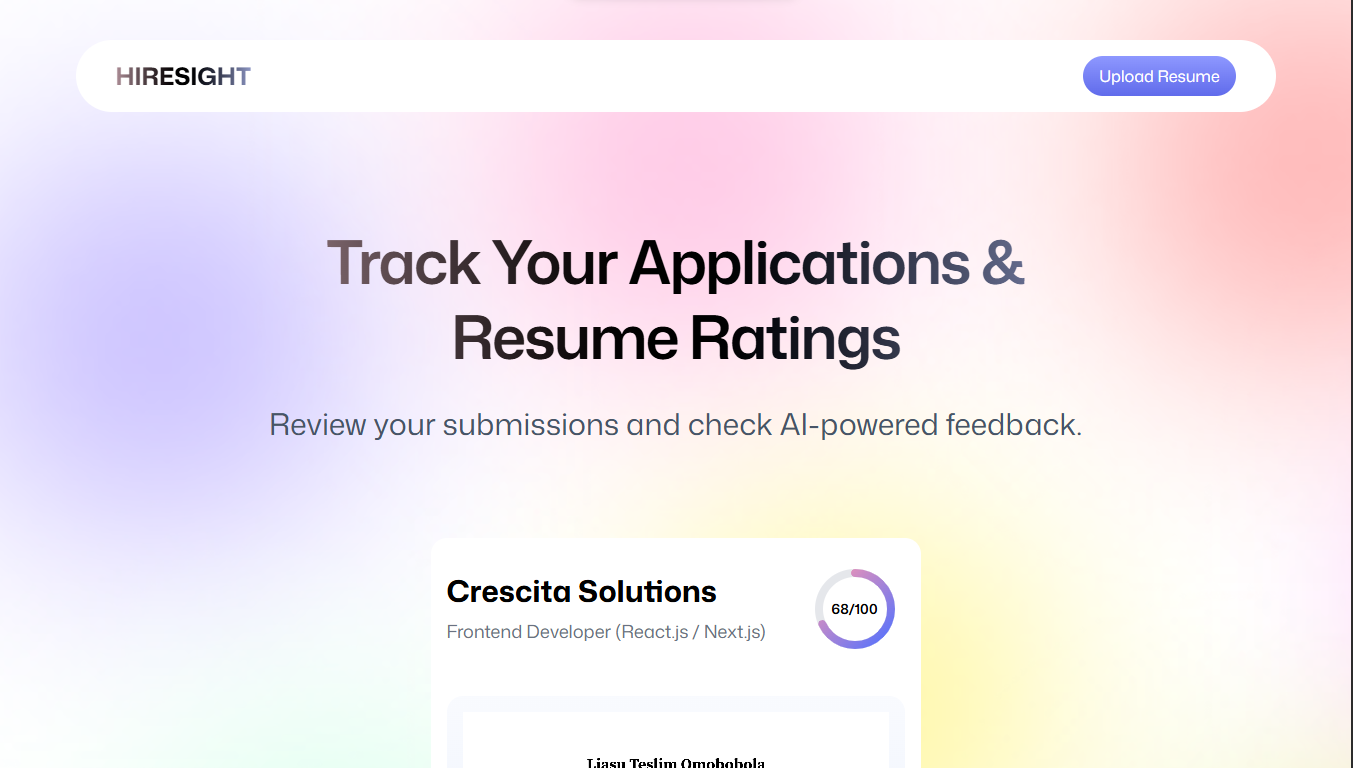 HIRESIGHT
Upload Resume
Track Your Applications &
Resume Ratings
Review your submissions and check AI-powered feedback.
Crescita Solutions
68/100
Frontend Developer (React.js / Next.js)
Liasu Teslim Omobobola